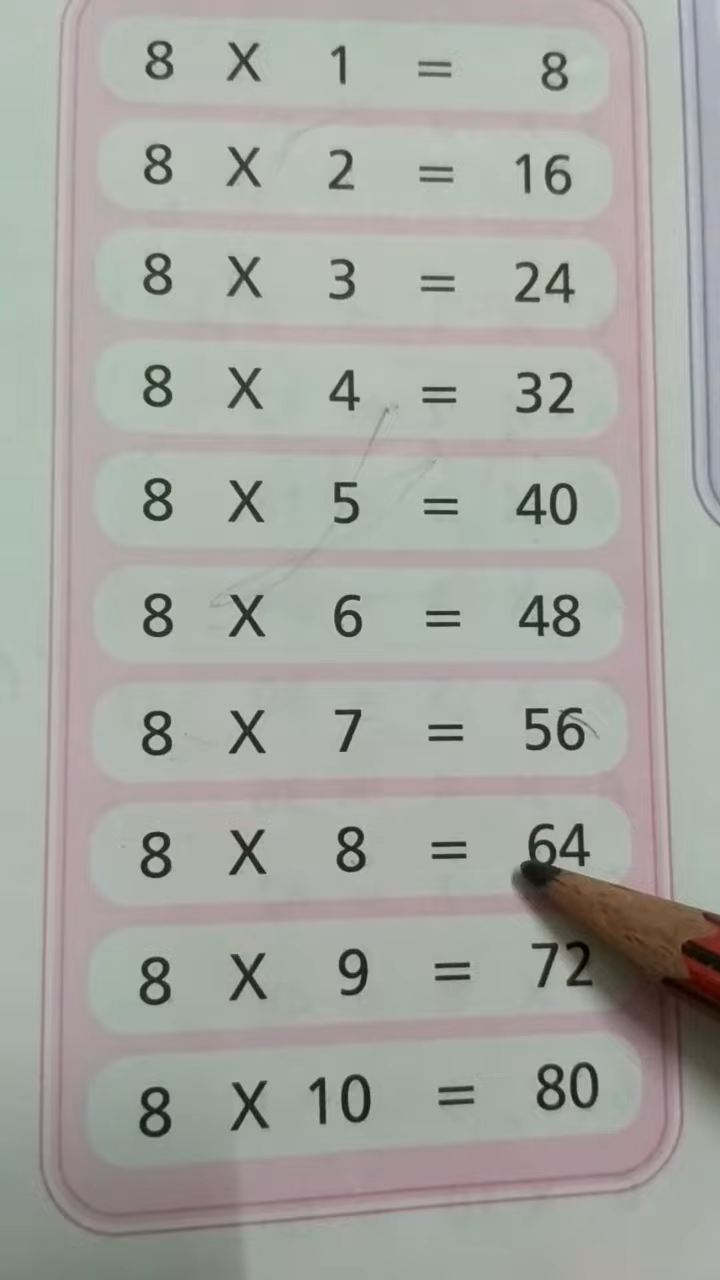 8 X 1 = 8
8 X 2 = 16
8 X 3 = 24
8 X 4 = 32
8 X 5 = 40
8 X 6 = 48
8 X 7 = 56
8 X 8 = 64
8 X 9 = 72
8 X 10 = 80